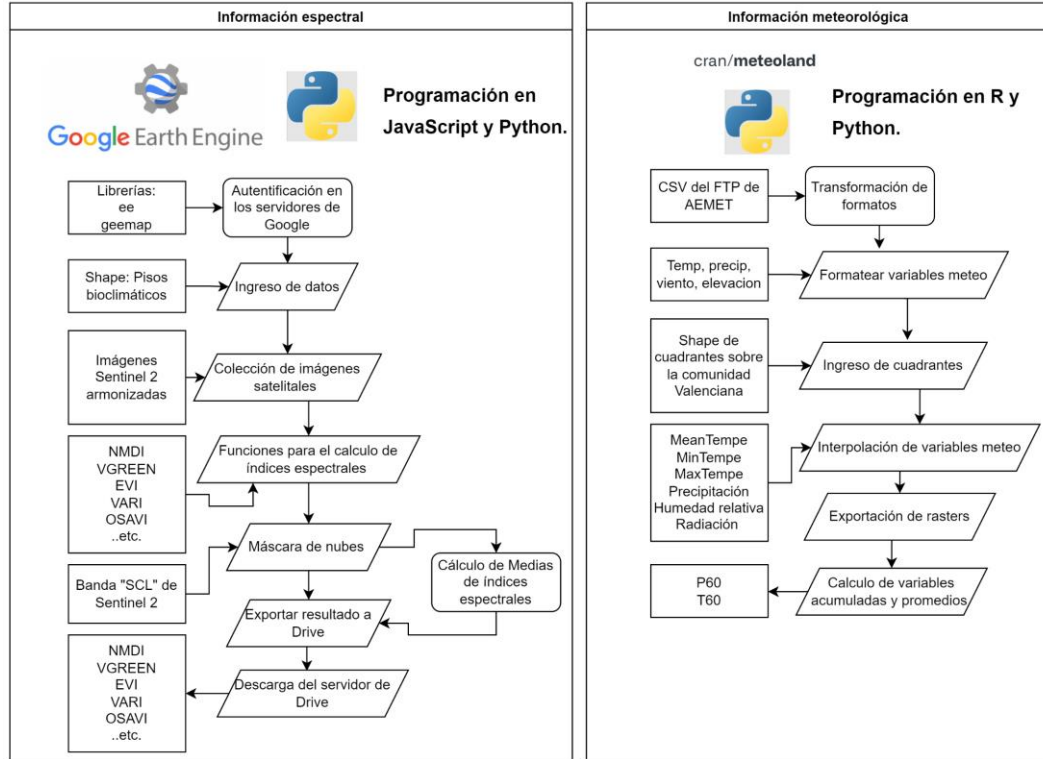 Información espectral
Google Earth Engine
Programación en
JavaScript y Python.
Librerías:
ee
geemap
Autentificación en
los servidores de
Google
Shape: Pisos
bioclimáticos
Ingreso de datos
Imágenes
Sentinel 2
armonizadas
Colección de imágenes
satelitales
NMDI
VGREEN
EVI
VARI
OSAVI
..etc.
Funciones para el calculo de
índices espectrales
Banda "SCL" de
Sentinel 2
Máscara de nubes
Cálculo de Medias
de índices
espectrales
Exportar resultado a
Drive
NMDI
VGREEN
EVI
VARI
OSAVI
..etc.
Descarga del servidor de
Drive
Información meteorológica
cran/meteoland
Programación en R y
Python.
CSV del FTP de
AEMET
Transformación de
formatos
Temp, precip,
viento, elevacion
Formatear variables meteo
Shape de
cuadrantes sobre
la comunidad
Valenciana
Ingreso de cuadrantes
MeanTempe
MinTempe
MaxTempe
Precipitación
Humedad relativa
Radiación
Interpolación de variables meteo
Exportación de rasters
P60
T60
Calculo de variables
acumuladas y promedios